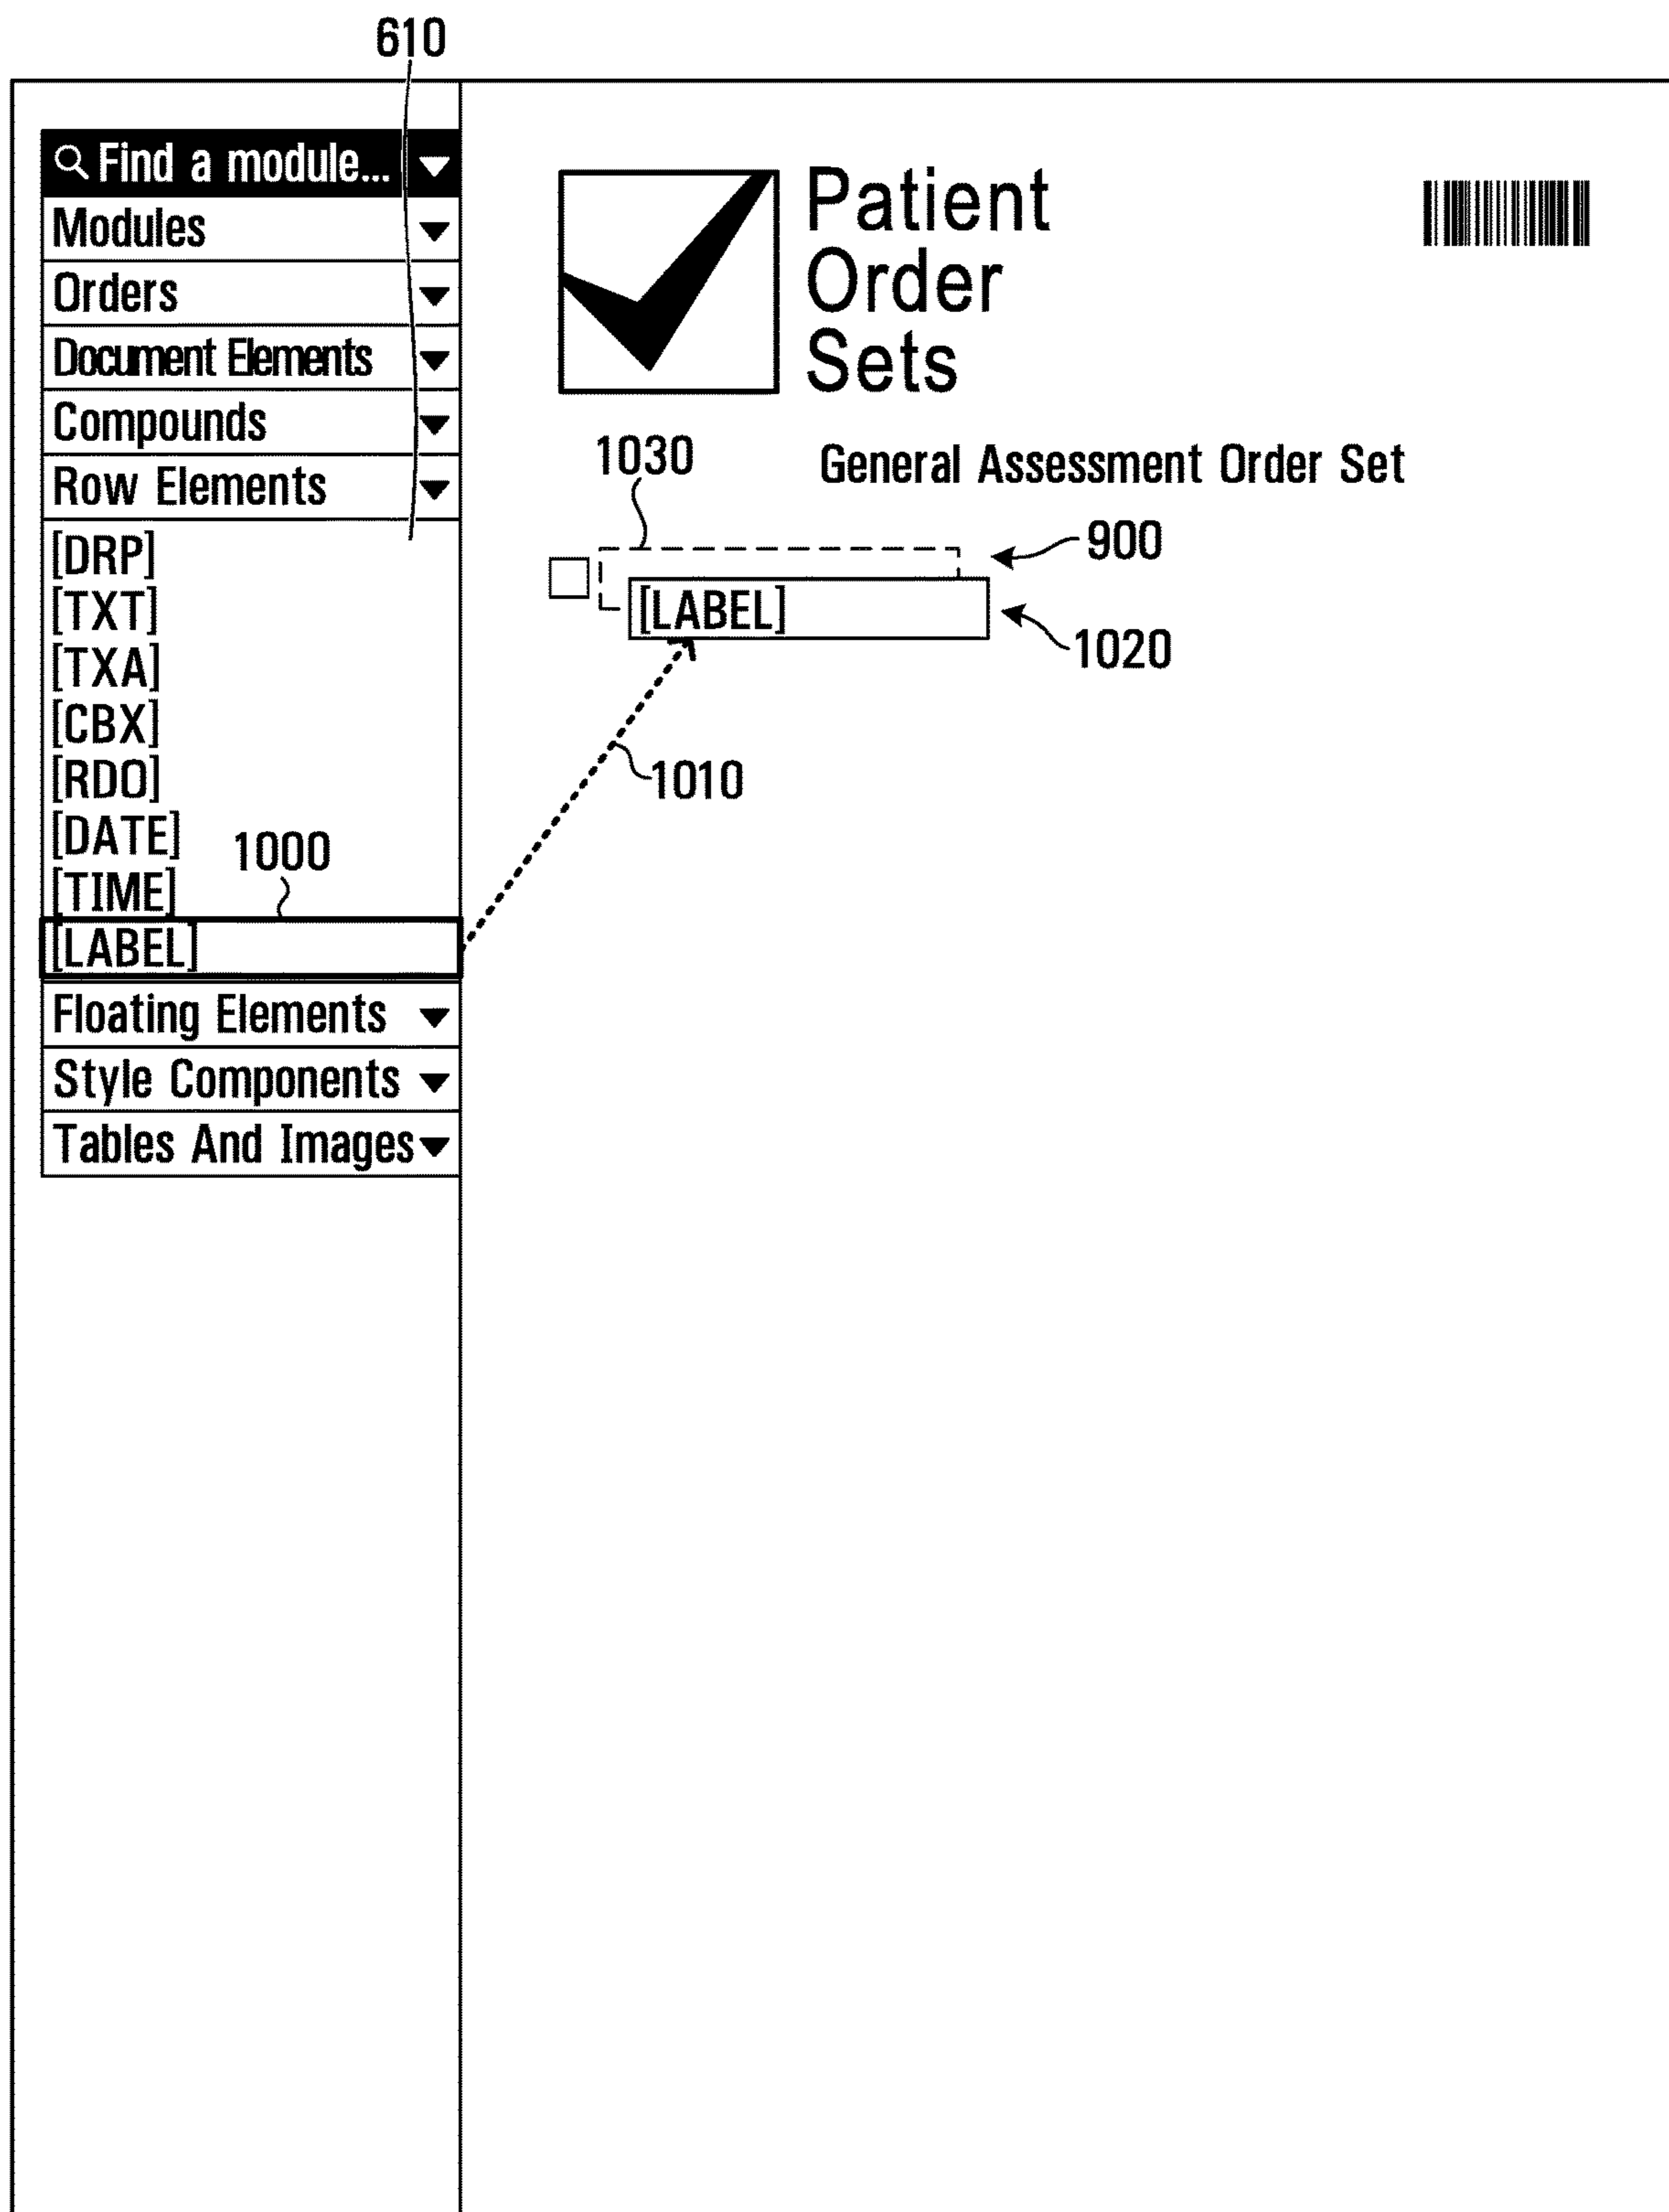 610
Find a module...
Modules
Orders
Document Elements
Compounds
Row Elements
[DRP]
[TXT]
[TXA]
[CBX]
[RDO]
[DATE]
[TIME]
1000
[LABEL]
Floating Elements
Style Components
Tables And Images
Patient
Order
Sets
General Assessment Order Set
1030
900
[LABEL]
1020
1010